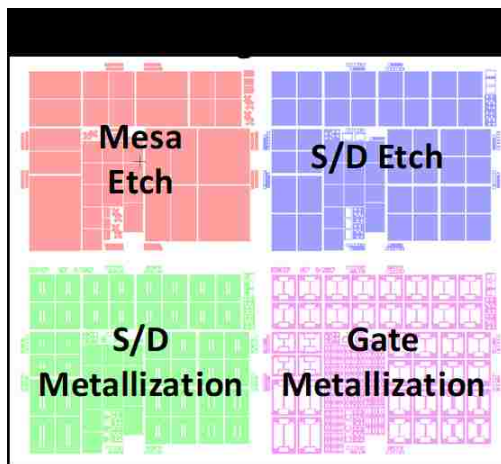 Mesa
Etch
S/D Etch
S/D
Metallization
Gate
Metallization